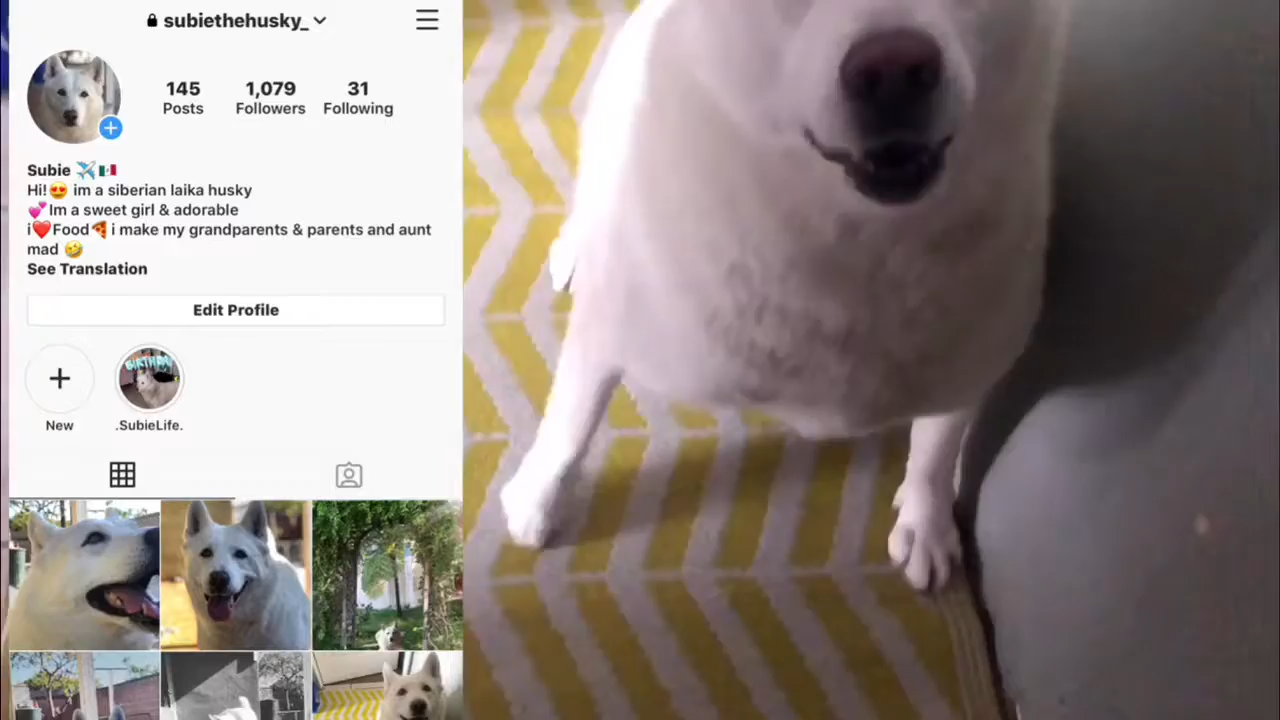 subiethehusky_
145
1,079
31
Posts
Followers
Following
Subie ✈️🇲🇽
Hi!😍 im a siberian laika husky
💕Im a sweet girl & adorable
i❤️Food🍕i make my grandparents & parents and aunt
mad 🤣
See Translation
Edit Profile
BIRTHDAY
New
.SubieLife.